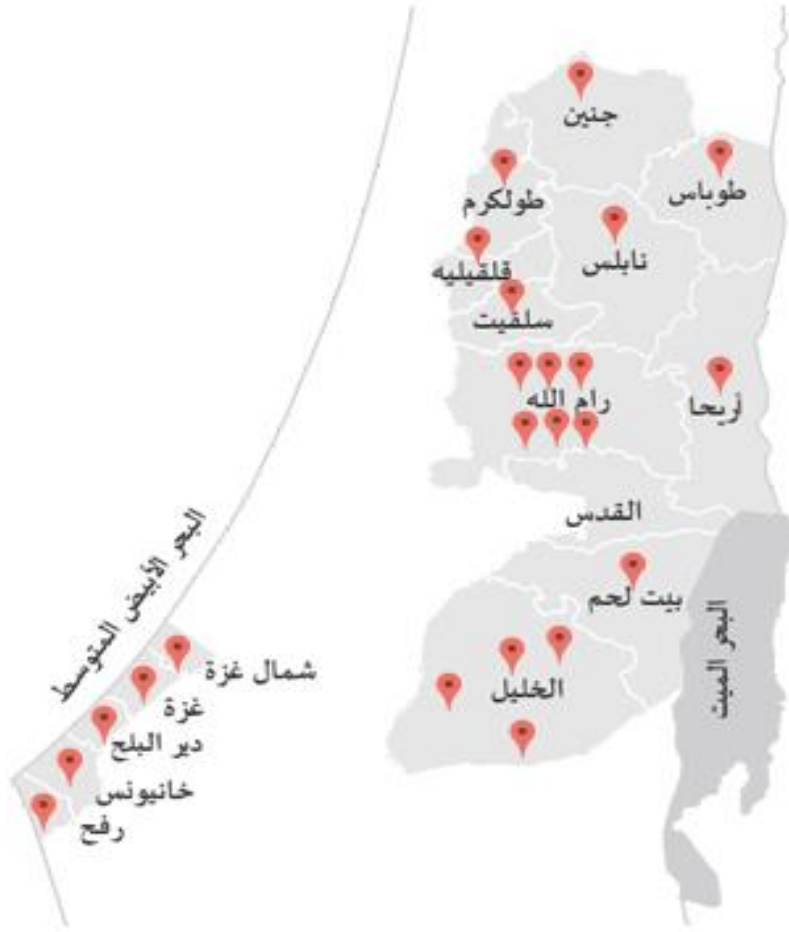 جنين
طوباس
طولكرم
نابلس
قلقيليه
سلفيت
رام الله
أريحا
القدس
بيت لحم
الخليل
البحر الميت
البحر الأبيض المتوسط
شمال غزة
غزة
دير البلح
خانيونس
رفح